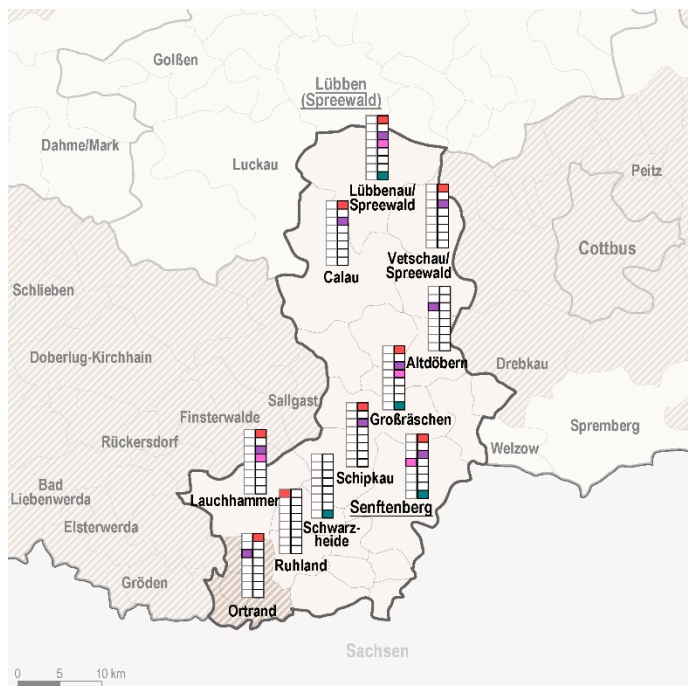 Golßen
Lübben
(Spreewald)
Dahme/Mark
Luckau
Peitz
Lübbenau/
Spreewald
Cottbus
Vetschau/
Spreewald
Calau
Schlieben
Doberlug-Kirchhain
Altdöbern
Drebkau
Sallgast
Finsterwalde
Großräschen
Spremberg
Rückersdorf
Welzow
Schipkau
Bad
Liebenwerda
Lauchhammer
Senftenberg
Elsterwerda
Schwarz-
heide
Ruhland
Gröden
Ortrand
Sachsen
0 5 10 km